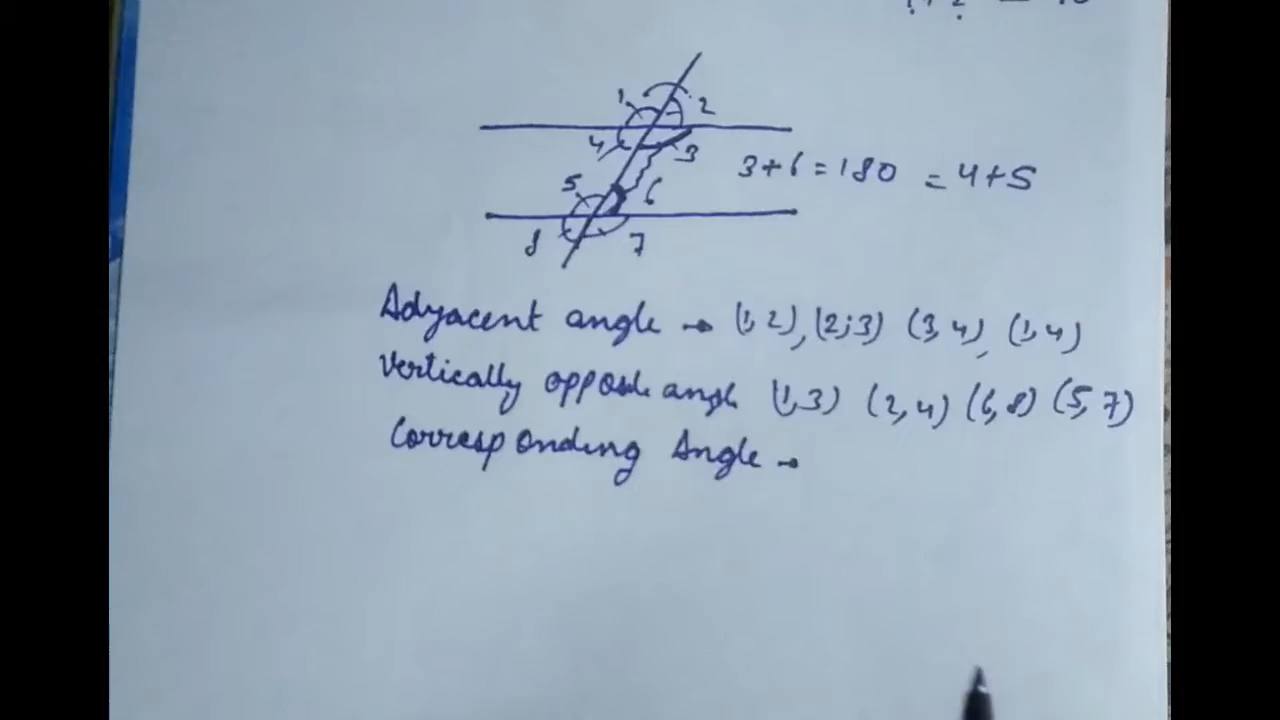 1 2
4 3
3+6=180 = 4+5
5 6
8 7
Adyacent angle → (1,2), (2,3) (3,4), (1,4)
Vertically opposite angle (1,3) (2,4) (6,8) (5,7)
Corresponding Angle →